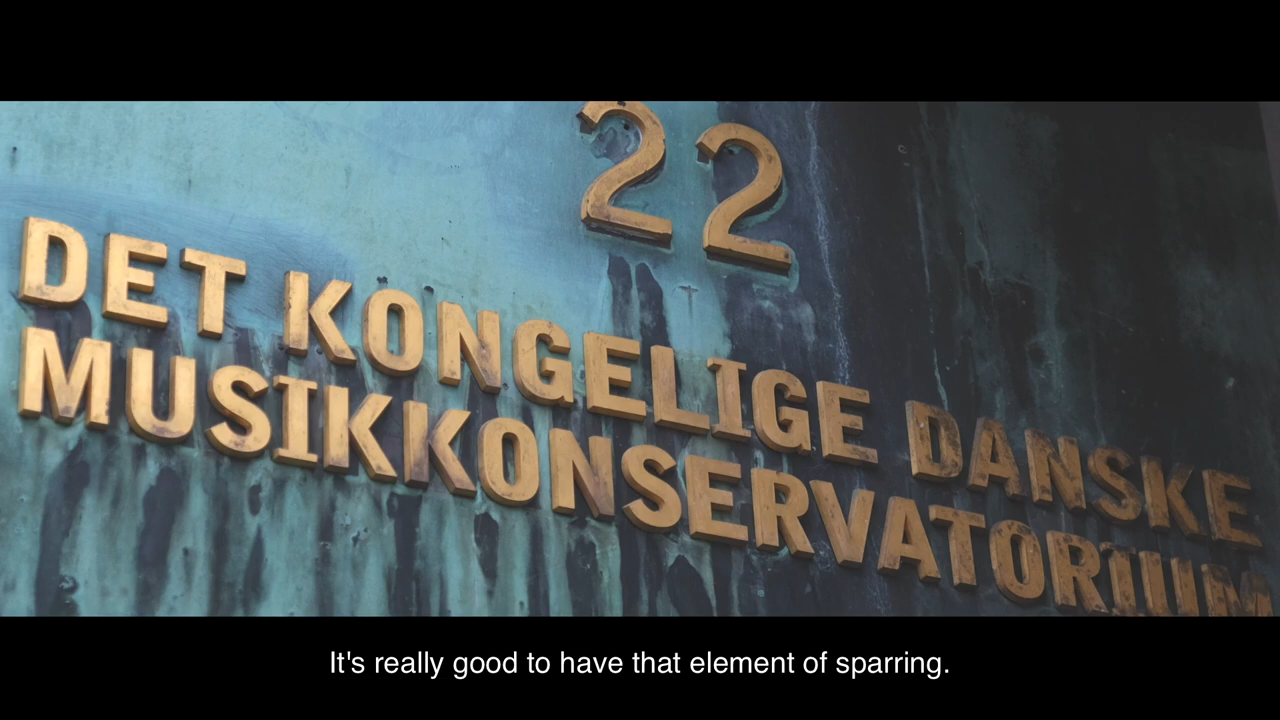 22
DET KONGELIGE DANSKE
MUSIKKONSERVATORIUM
It's really good to have that element of sparring.